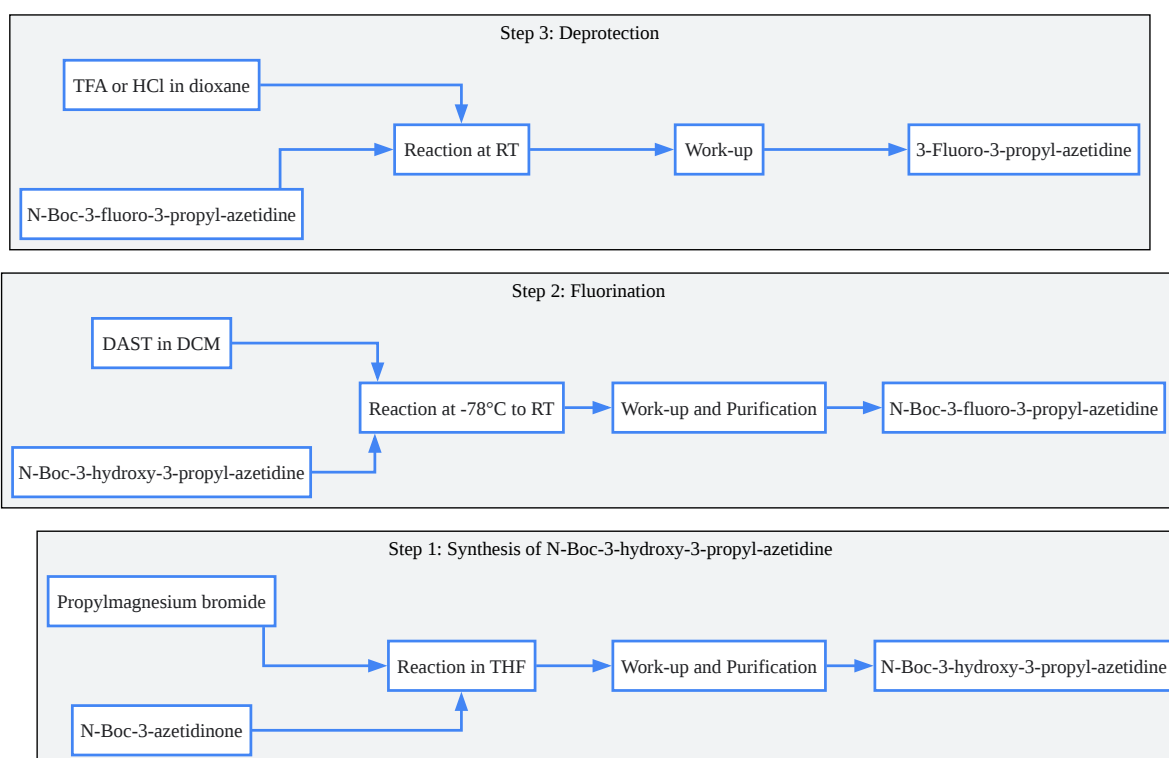 Step 3: Deprotection
TFA or HCl in dioxane
Reaction at RT
Work-up
3-Fluoro-3-propyl-azetidine
N-Boc-3-fluoro-3-propyl-azetidine
Step 2: Fluorination
DAST in DCM
Reaction at -78°C to RT
Work-up and Purification
N-Boc-3-fluoro-3-propyl-azetidine
N-Boc-3-hydroxy-3-propyl-azetidine
Step 1: Synthesis of N-Boc-3-hydroxy-3-propyl-azetidine
Propylmagnesium bromide
Reaction in THF
Work-up and Purification
N-Boc-3-hydroxy-3-propyl-azetidine
N-Boc-3-azetidinone